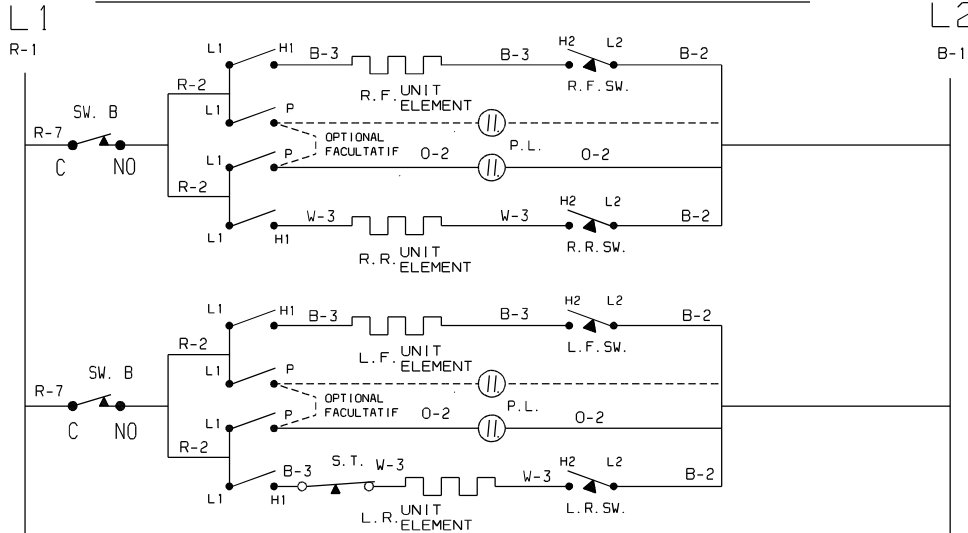 L1
L2
R-1
B-1
L1
H1
B-3
B-3
H2
L2
B-2
R-2
R.F. UNIT
ELEMENT
R.F.SW.
SW. B
L1
P
R-7
OPTIONAL
FACULTATIF
P.L.
C
NO
L1
P
O-2
O-2
R-2
W-3
W-3
H2
L2
B-2
L1
H1
R.R. UNIT
ELEMENT
R.R.SW.
L1
H1
B-3
B-3
H2
L2
B-2
R-2
L.F. UNIT
ELEMENT
L.F.SW.
SW. B
L1
P
R-7
OPTIONAL
FACULTATIF
P.L.
C
NO
L1
P
O-2
O-2
R-2
B-3
S.T.
W-3
W-3
H2
L2
B-2
L1
H1
L.R. UNIT
ELEMENT
L.R.SW.